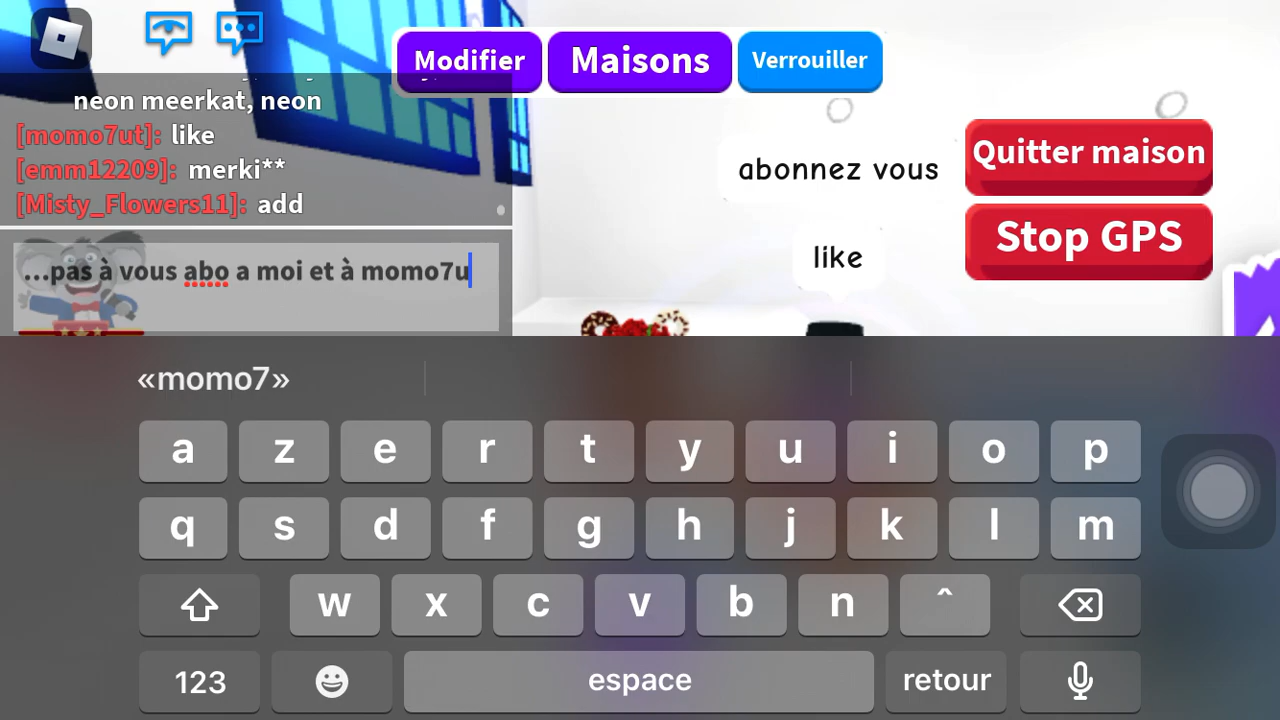 Modifier
Maisons
Verrouiller
neon meerkat, neon
[momo7ut]: like
[emm12209]: merki**
[Misty_Flowers11]: add
abonnez vous
like
Quitter maison
Stop GPS
...pas à vous abo a moi et à momo7u
«momo7»
a z e r t y u i o p
q s d f g h j k l m
w x c v b n ^
123 espace retour